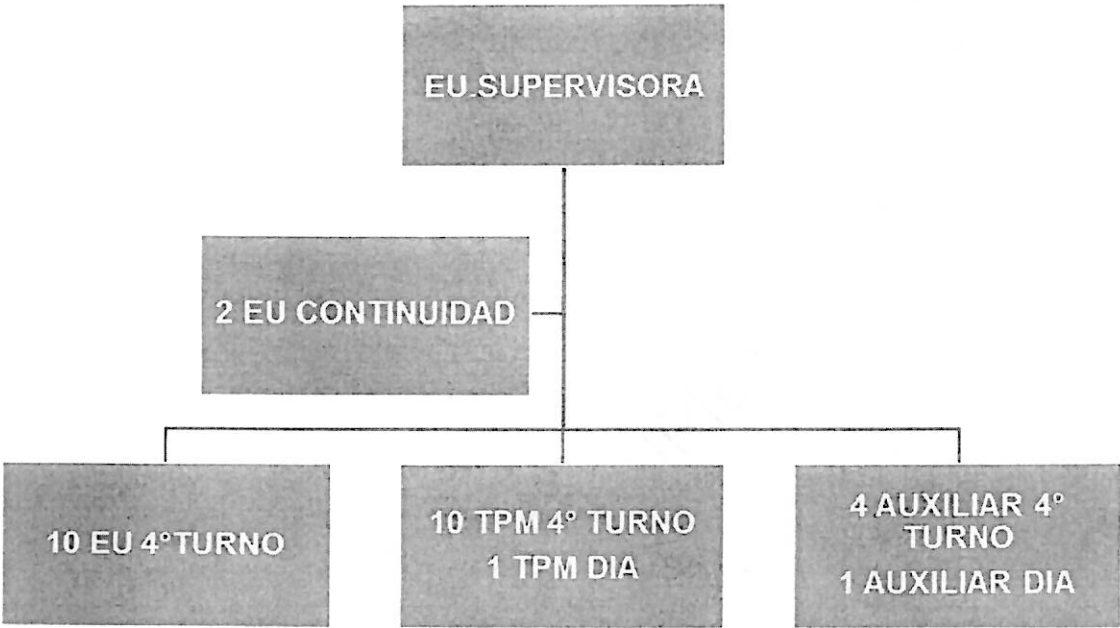 EU.SUPERVISORA
2 EU CONTINUIDAD
10 EU 4°TURNO
10 TPM 4° TURNO
1 TPM DIA
4 AUXILIAR 4°
TURNO
1 AUXILIAR DIA